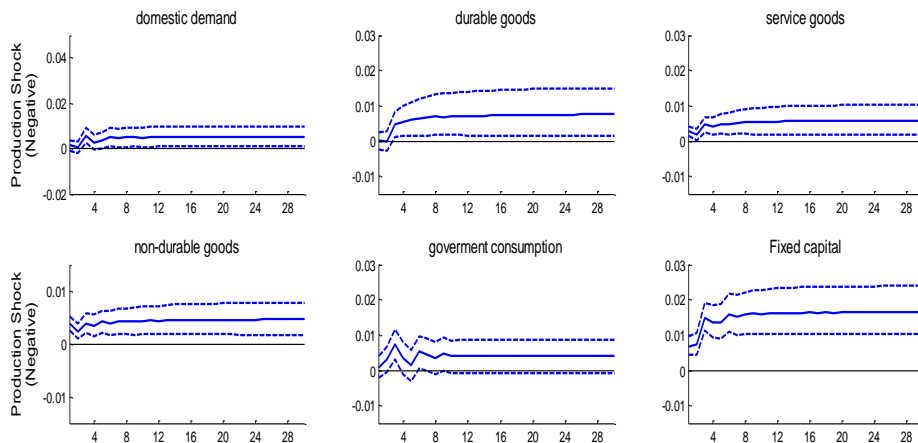 domestic demand
durable goods
service goods
Production Shock
(Negative)
0.04
0.02
0
-0.02
4 8 12 16 20 24 28
0.03
0.02
0.01
0
-0.01
4 8 12 16 20 24 28
0.03
0.02
0.01
0
-0.01
4 8 12 16 20 24 28
non-durable goods
goverment consumption
Fixed capital
Production Shock
(Negative)
0.01
0
-0.01
4 8 12 16 20 24 28
0.03
0.02
0.01
0
-0.01
4 8 12 16 20 24 28
0.03
0.02
0.01
0
-0.01
4 8 12 16 20 24 28